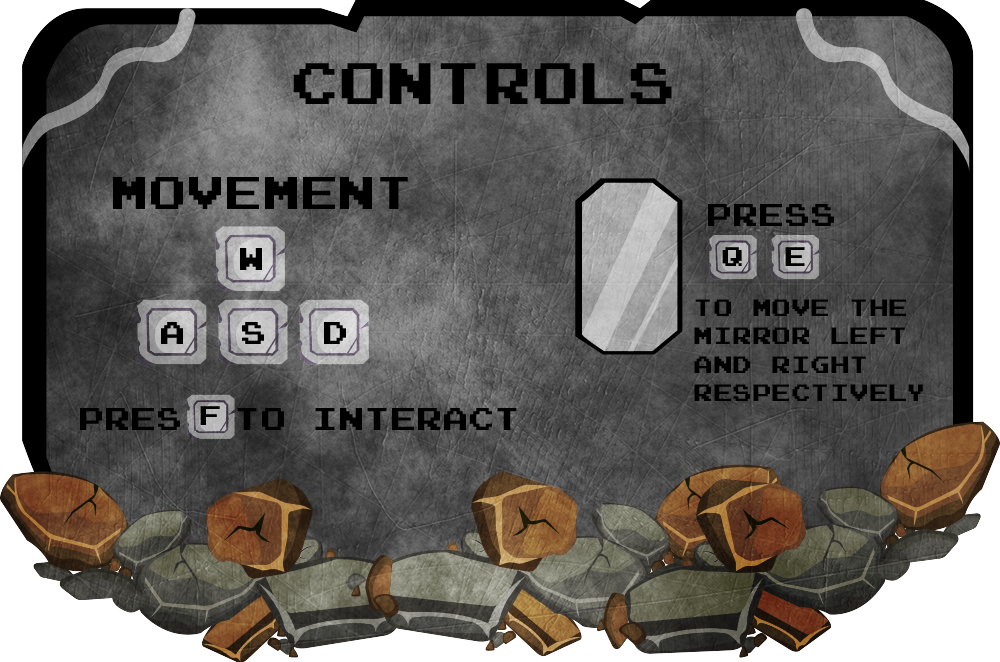 CONTROLS
MOVEMENT
W
A S D
PRES F TO INTERACT
PRESS
Q E
TO MOVE THE
MIRROR LEFT
AND RIGHT
RESPECTIVELY